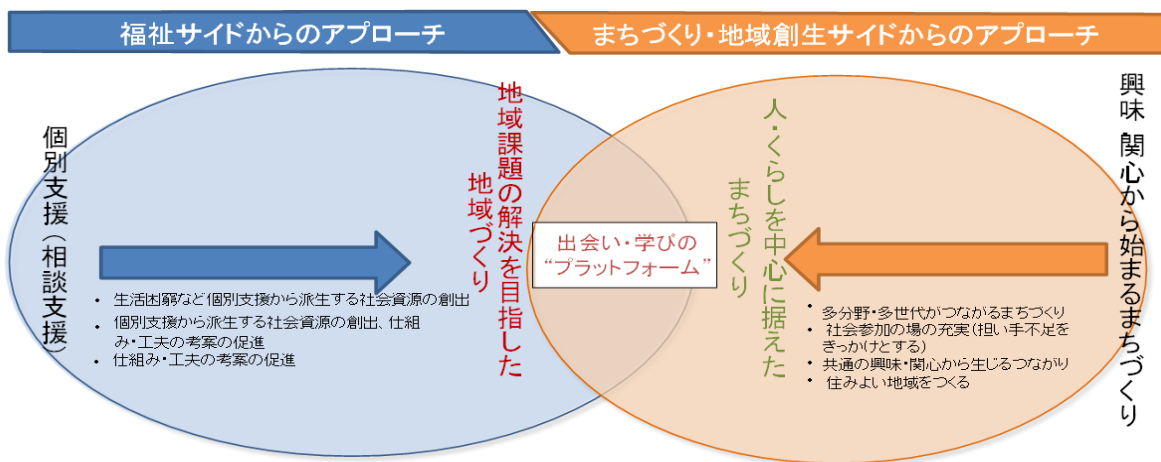 福祉サイドからのアプローチ
まちづくり・地域創生サイドからのアプローチ
個別支援(相談支援)
地域課題の解決を目指した
地域づくり
出会い・学びの
“プラットフォーム”
人・くらしを中心に据えた
まちづくり
興味・関心から始まるまちづくり
• 生活困窮など個別支援から派生する社会資源の創出
• 個別支援から派生する社会資源の創出、仕組
み・工夫の考案の促進
• 仕組み・工夫の考案の促進
• 多分野・多世代がつながるまちづくり
• 社会参加の場の充実(担い手不足を
きっかけとする)
• 共通の興味・関心から生じるつながり
• 住みよい地域をつくる